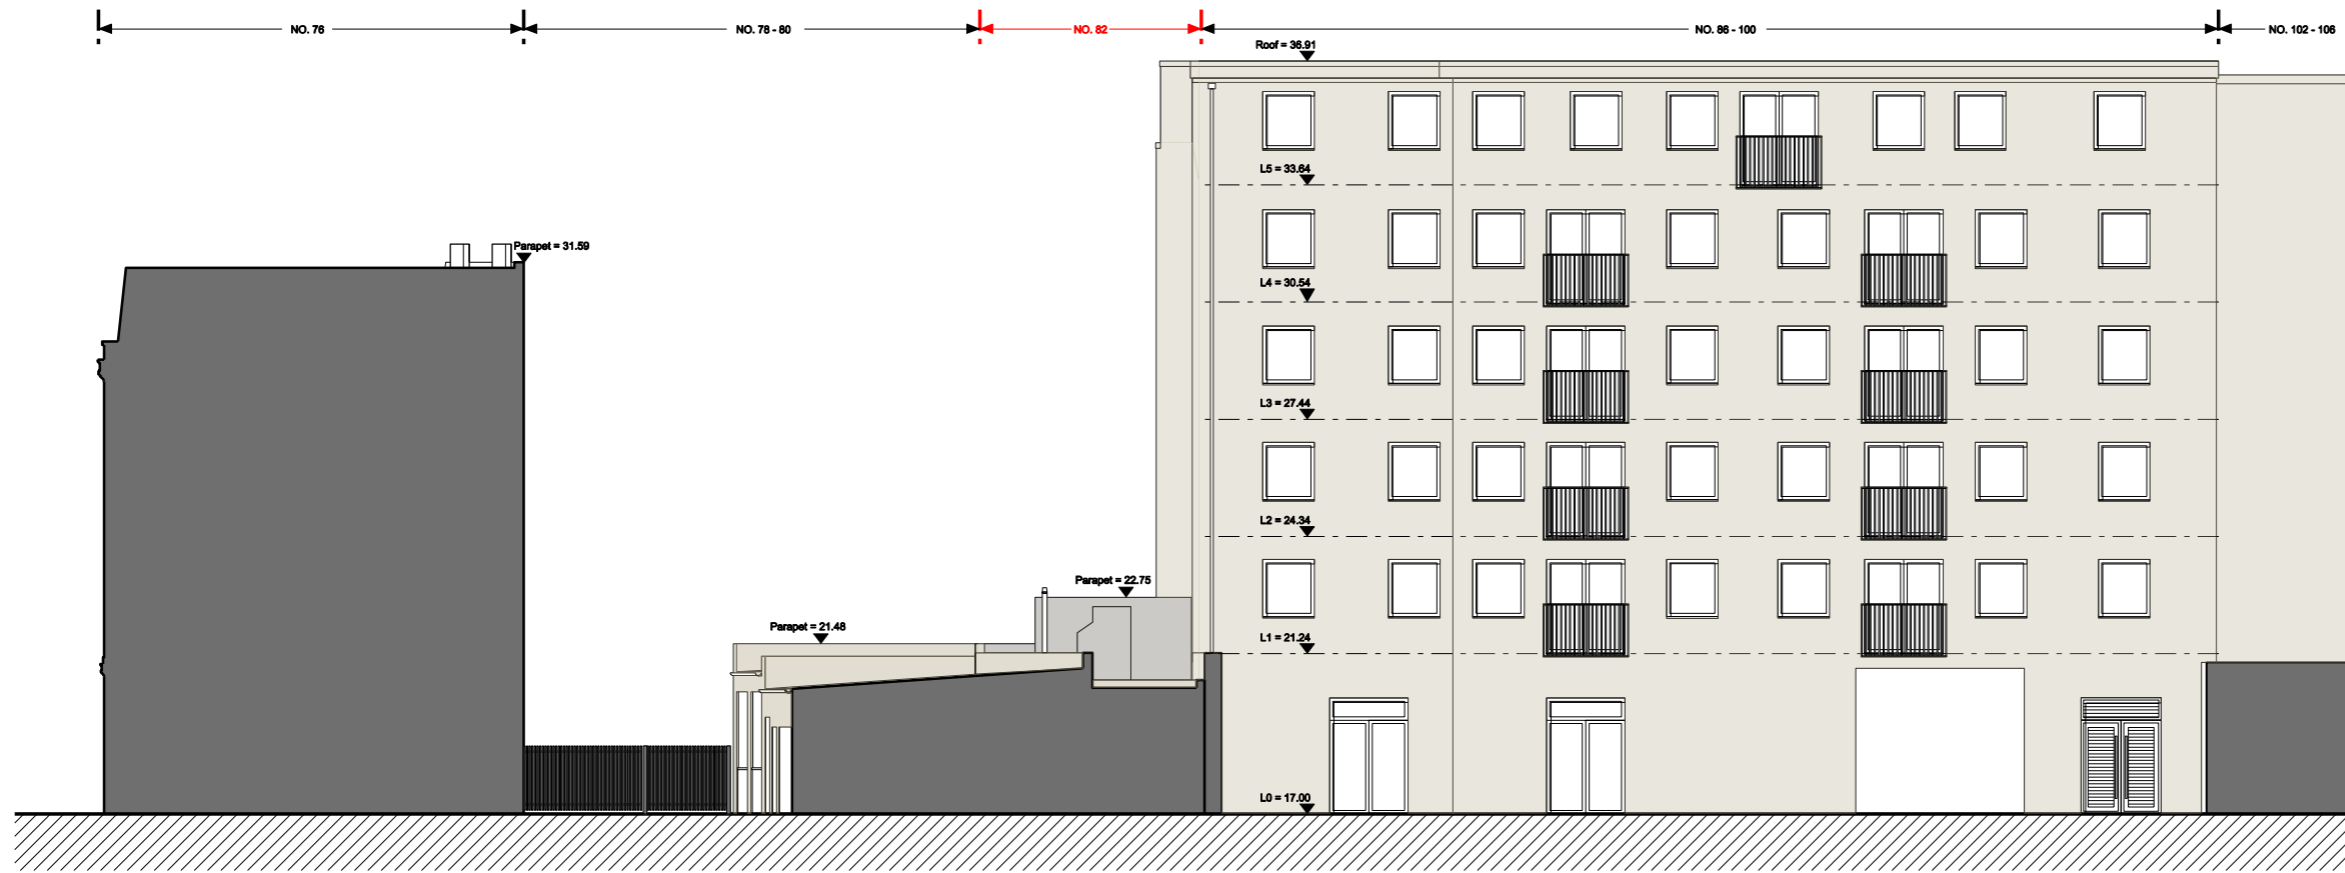 NO. 76
NO. 78 - 80
NO. 82
NO. 86 - 100
NO. 102 - 106
Roof = 36.91
L5 = 33.64
Parapet = 31.59
L4 = 30.54
L3 = 27.44
L2 = 24.34
Parapet = 22.75
Parapet = 21.48
L1 = 21.24
L0 = 17.00